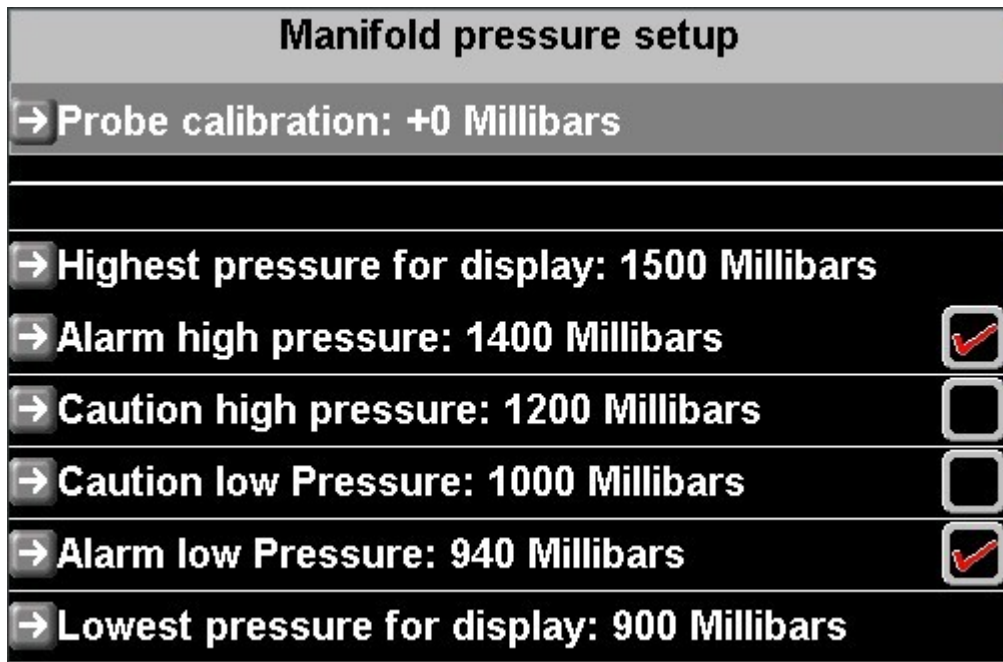 Manifold pressure setup
Probe calibration: +0 Millibars
Highest pressure for display: 1500 Millibars
Alarm high pressure: 1400 Millibars
Caution high pressure: 1200 Millibars
Caution low Pressure: 1000 Millibars
Alarm low Pressure: 940 Millibars
Lowest pressure for display: 900 Millibars